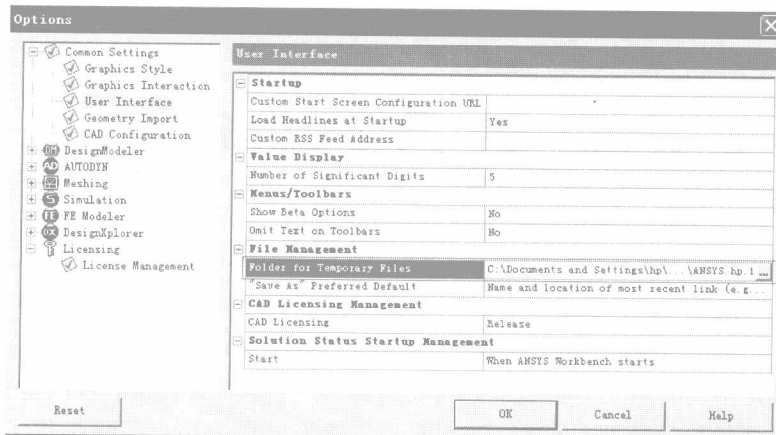 Options
Common Settings
Graphics Style
Graphics Interaction
User Interface
Geometry Import
CAD Configuration
DesignModeler
AUTODYN
Meshing
Simulation
FE Modeler
DesignXplorer
Licensing
License Management
User Interface
Startup
Custom Start Screen Configuration URL
Load Headlines at Startup Yes
Custom RSS Feed Address
Value Display
Number of Significant Digits 5
Menus/Toolbars
Show Beta Options No
Omit Text on Toolbars No
File Management
Folder for Temporary Files C:\Documents and Settings\hp\...\ANSYS.hp.1 ...
"Save As" Preferred Default Name and location of most recent link (e.g...
CAD Licensing Management
CAD Licensing Release
Solution Status Startup Management
Start When ANSYS Workbench starts
Reset OK Cancel Help